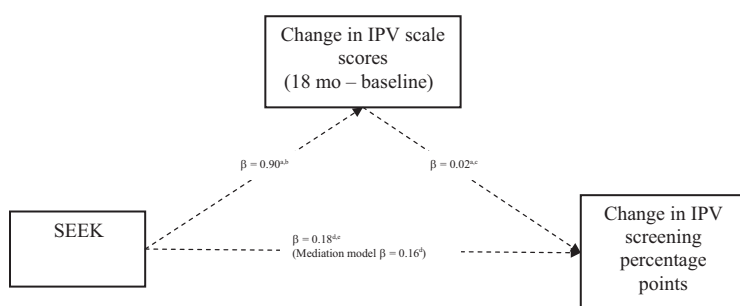 Change in IPV scale
scores
(18 mo – baseline)
β = 0.90a,b
β = 0.02a,c
SEEK
β = 0.18d,e
(Mediation model β = 0.16d)
Change in IPV
screening
percentage
points